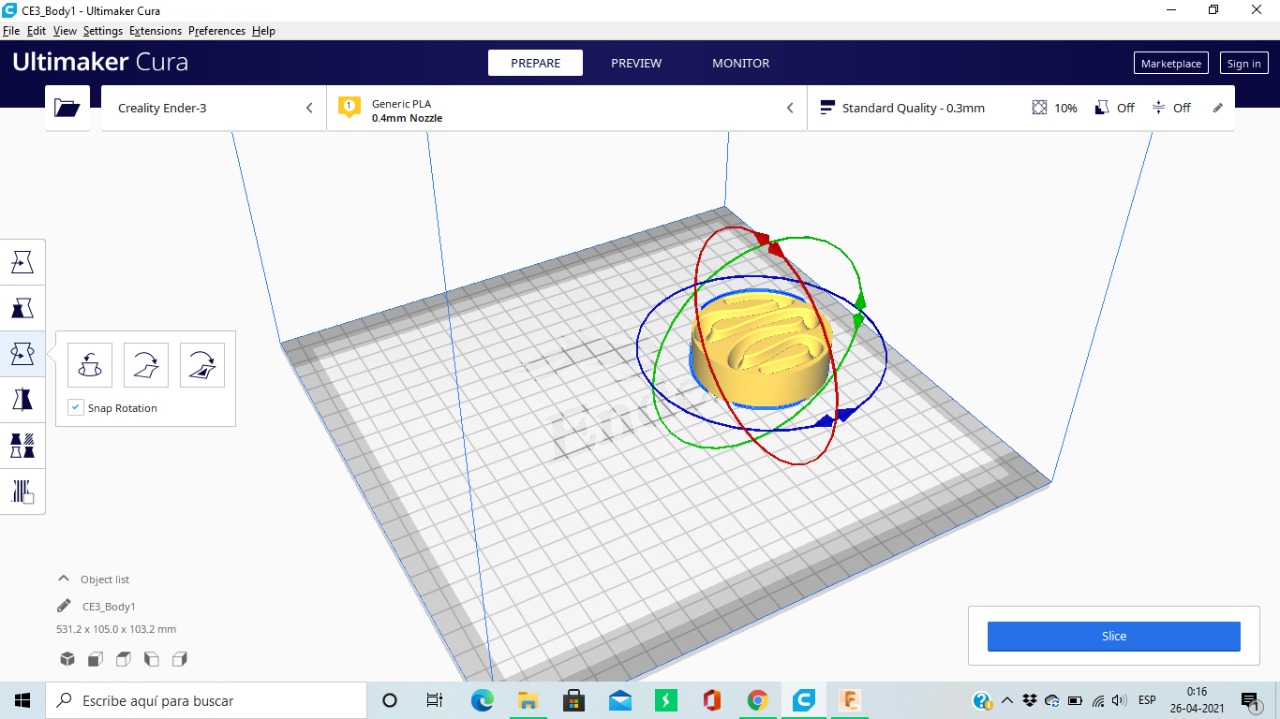 CE3_Body1 - Ultimaker Cura
File Edit View Settings Extensions Preferences Help
Ultimaker Cura
PREPARE PREVIEW MONITOR
Marketplace Sign in
Creality Ender-3
1
Generic PLA
0.4mm Nozzle
Standard Quality - 0.3mm
10% Off Off
Snap Rotation
Object list
CE3_Body1
531.2 x 105.0 x 103.2 mm
Slice
Escribe aquí para buscar
ESP
0:16
26-04-2021
1